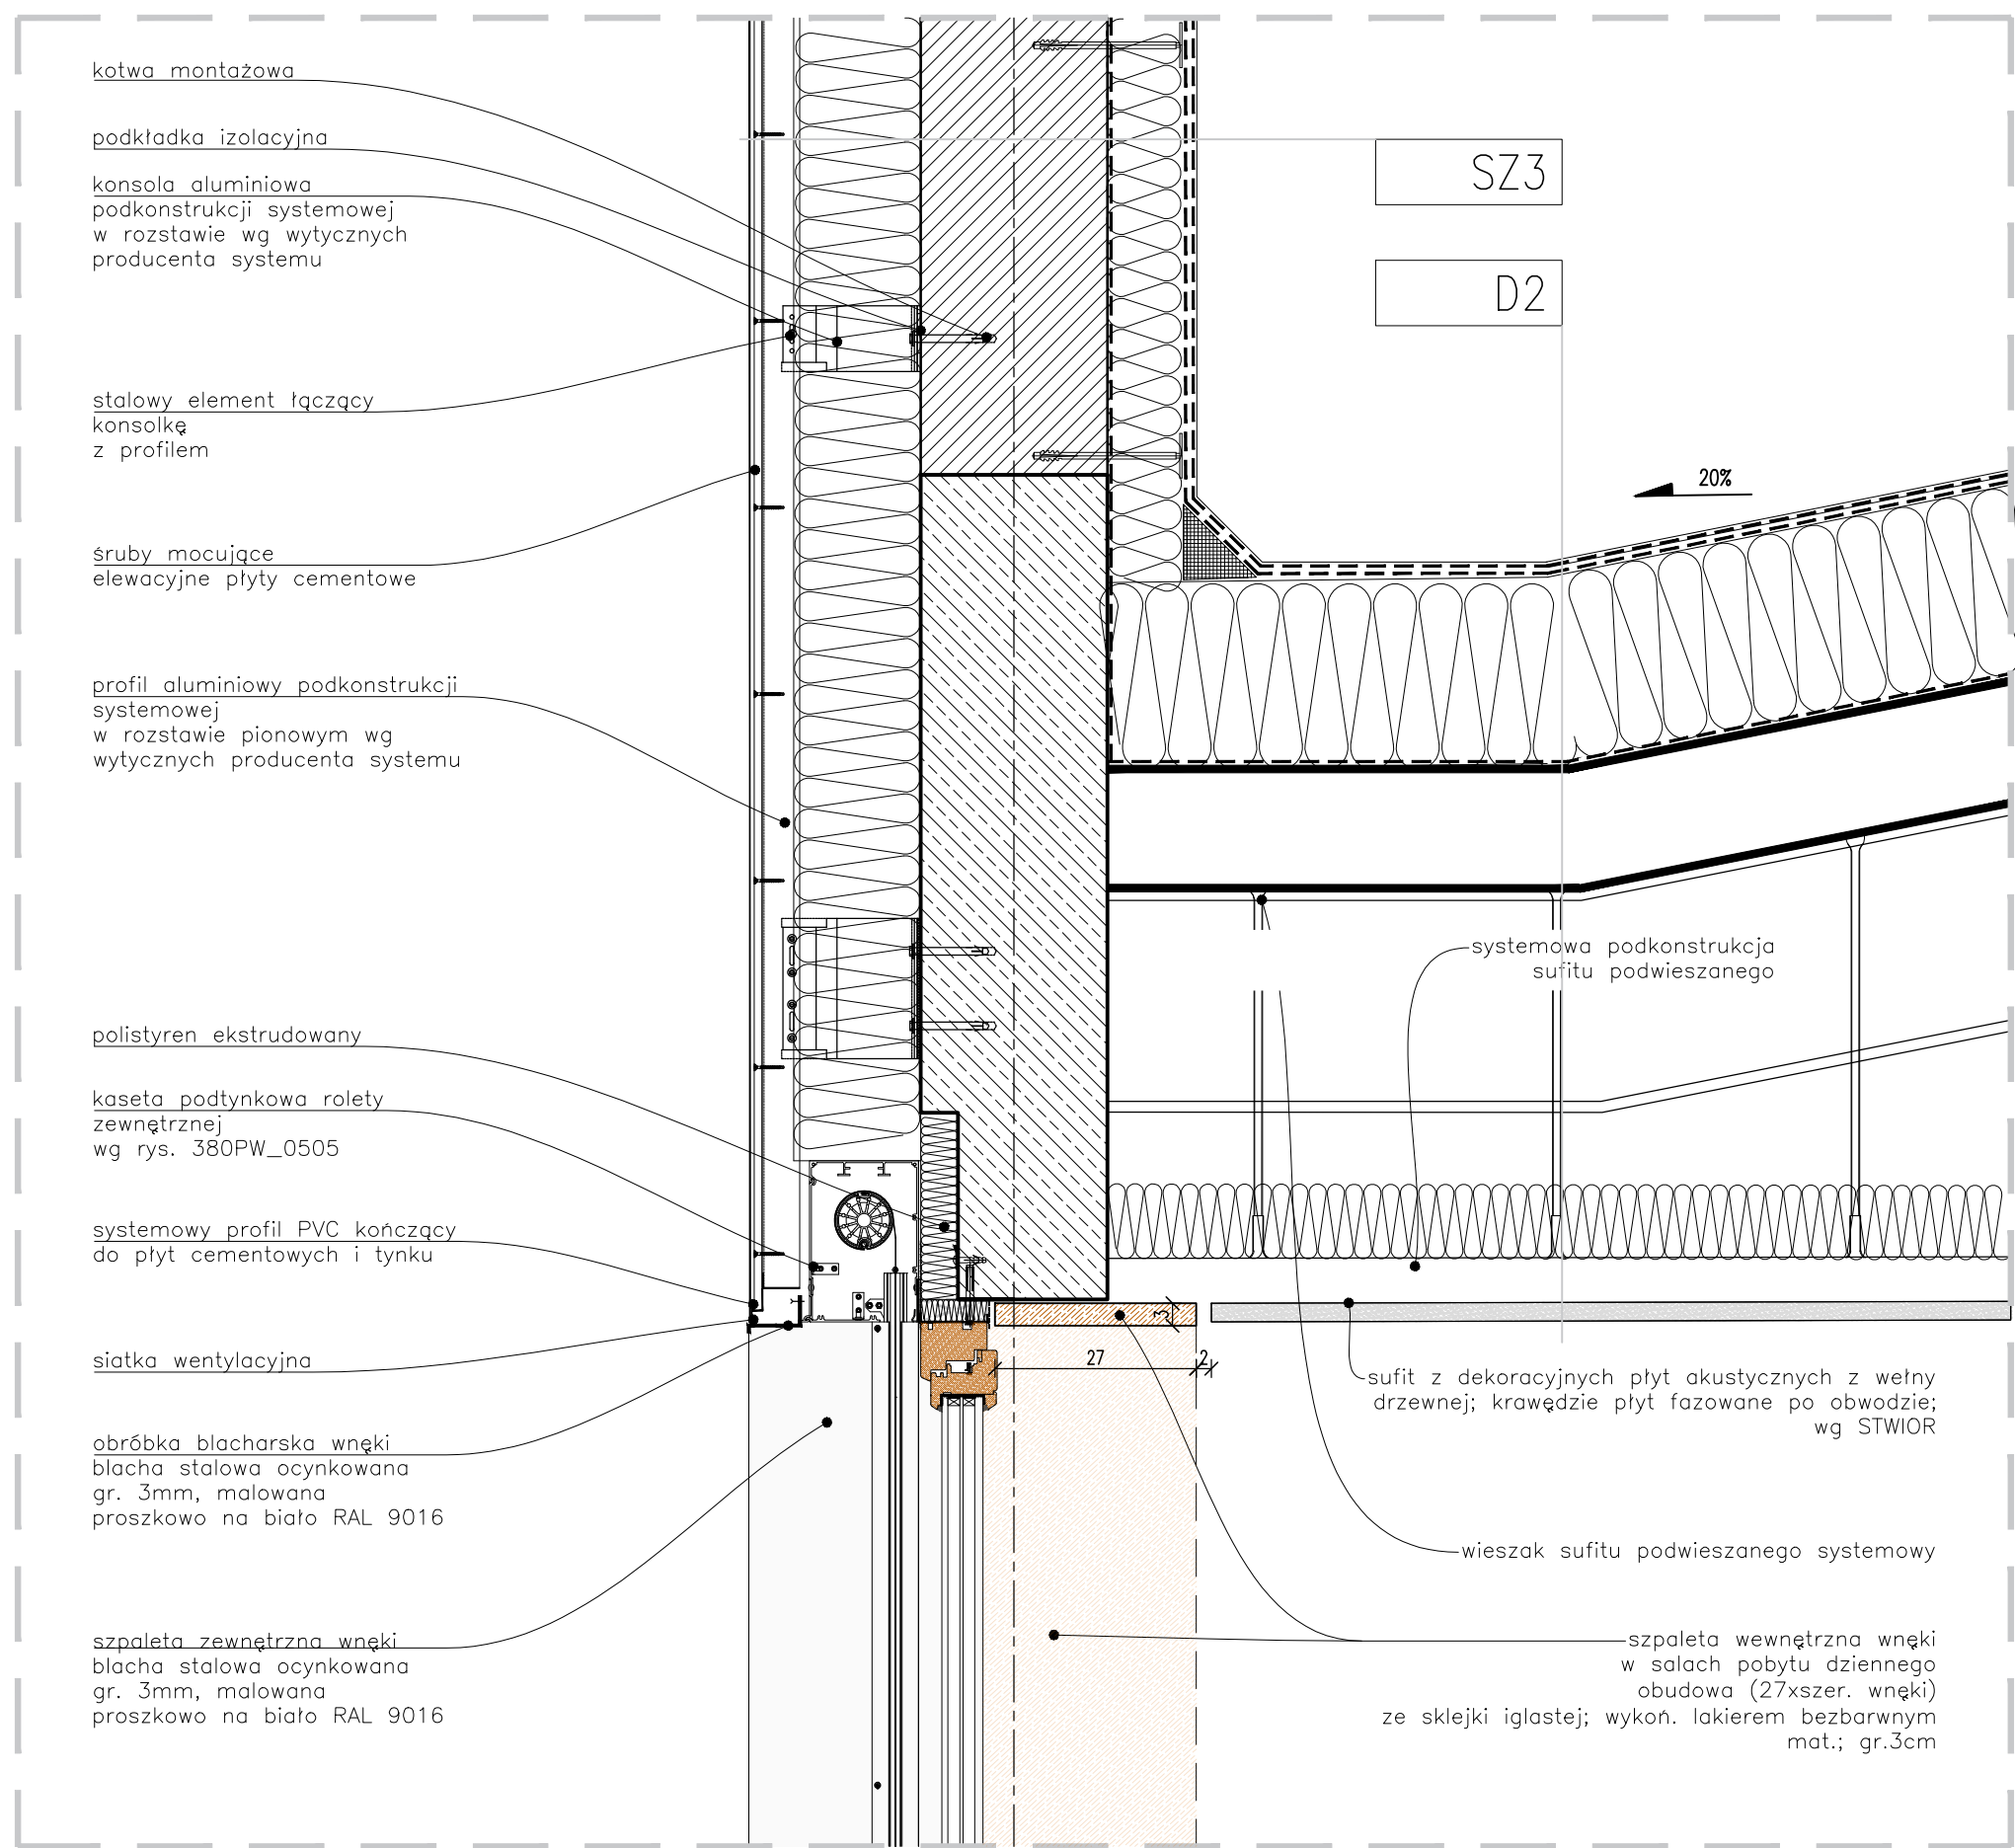 kotwa montażowa
podkładka izolacyjna
konsola aluminiowa
podkonstrukcji systemowej
w rozstawie wg wytycznych
producenta systemu
stalowy element łączący
konsolkę
z profilem
śruby mocujące
elewacyjne płyty cementowe
profil aluminiowy podkonstrukcji
systemowej
w rozstawie pionowym wg
wytycznych producenta systemu
polistyren ekstrudowany
kaseta podtynkowa rolety
zewnętrznej
wg rys. 380PW_0505
systemowy profil PVC kończący
do płyt cementowych i tynku
siatka wentylacyjna
obróbka blacharska wnęki
blacha stalowa ocynkowana
gr. 3mm, malowana
proszkowo na biało RAL 9016
szpaleta zewnętrzna wnęki
blacha stalowa ocynkowana
gr. 3mm, malowana
proszkowo na biało RAL 9016
SZ3
D2
20%
systemowa podkonstrukcja
sufitu podwieszanego
3
27
2
sufit z dekoracyjnych płyt akustycznych z wełny
drzewnej; krawędzie płyt fazowane po obwodzie;
wg STWIOR
wieszak sufitu podwieszanego systemowy
szpaleta wewnętrzna wnęki
w salach pobytu dziennego
obudowa (27xszer. wnęki)
ze sklejki iglastej; wykoń. lakierem bezbarwnym
mat.; gr.3cm